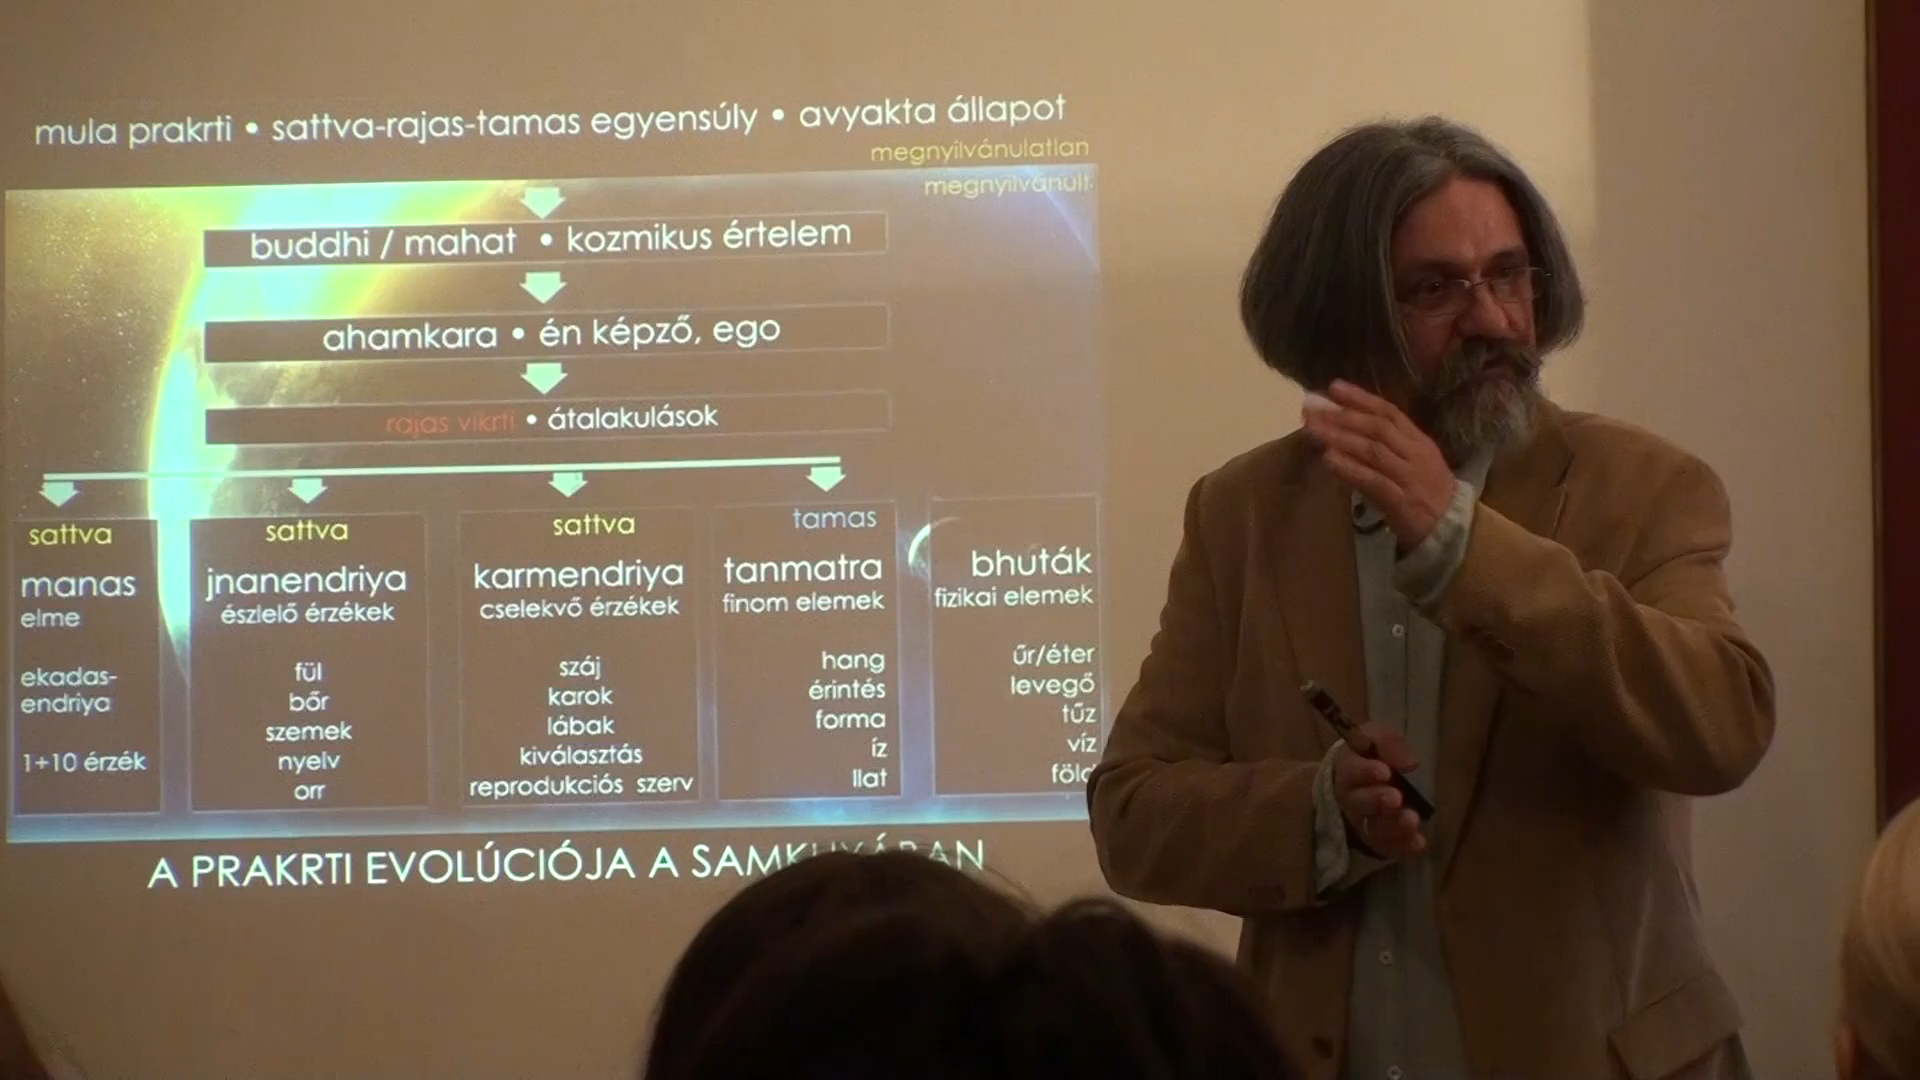 mula prakrti • sattva-rajas-tamas egyensúly • avyakta állapot
megnyilvánulatlan
megnyilvánult
buddhi / mahat • kozmikus értelem
ahamkara • én képző, ego
rajas vikrti • átalakulások
sattva
manas
elme
ekadas-
endriya
1+10 érzék
sattva
jnanendriya
észlelő érzékek
fül
bőr
szemek
nyelv
orr
sattva
karmendriya
cselekvő érzékek
száj
karok
lábak
kiválasztás
reprodukciós szerv
tamas
tanmatra
finom elemek
hang
érintés
forma
íz
llat
bhuták
fizikai elemek
űr/éter
levegő
tűz
víz
föld
A PRAKRTI EVOLÚCIÓJA A SAMKHYÁBAN